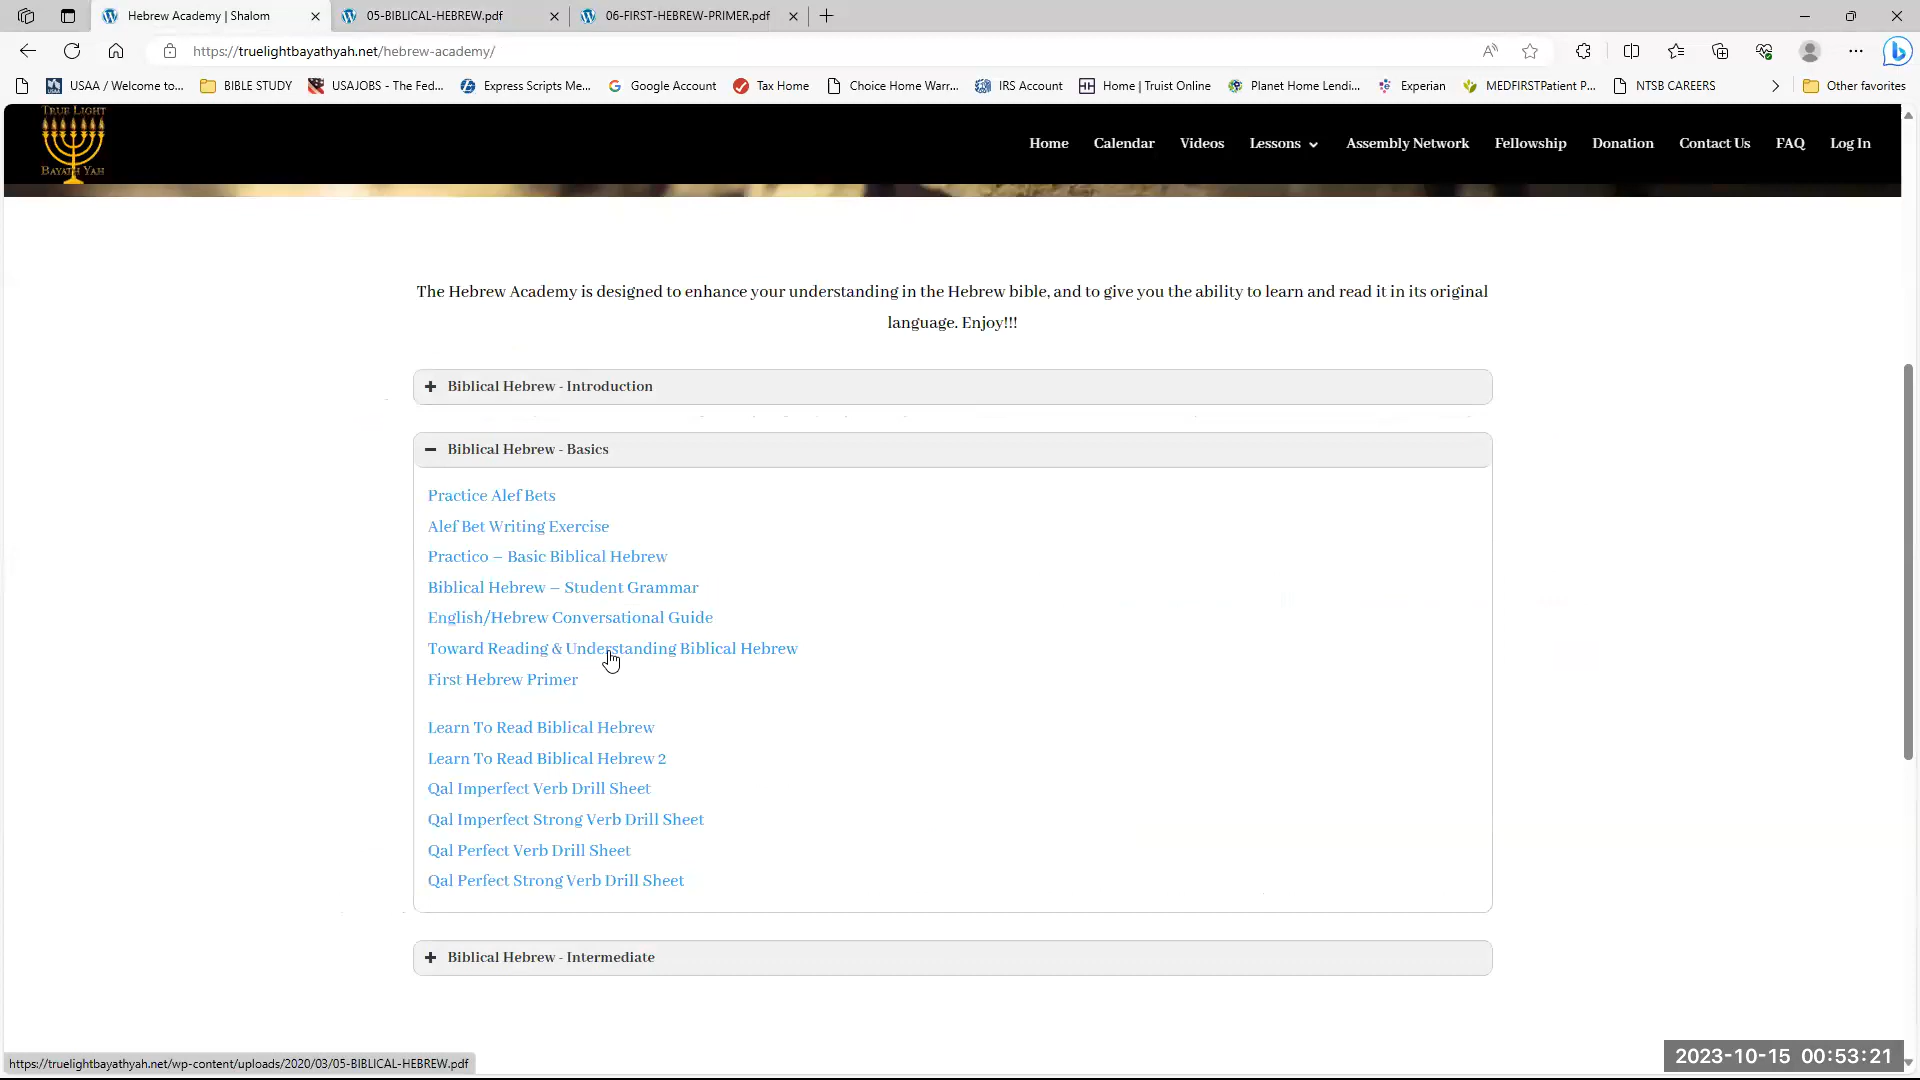 Hebrew Academy | Shalom
05-BIBLICAL-HEBREW.pdf
06-FIRST-HEBREW-PRIMER.pdf
https://truelightbayathyah.net/hebrew-academy/
USAA / Welcome to...
BIBLE STUDY
USAJOBS - The Fed...
Express Scripts Me...
Google Account
Tax Home
Choice Home Warr...
IRS Account
Home | Truist Online
Planet Home Lendi...
Experian
MEDFIRSTPatient P...
NTSB CAREERS
Other favorites
TRUE LIGHT
BAYATH YAH
Home
Calendar
Videos
Lessons
Assembly Network
Fellowship
Donation
Contact Us
FAQ
Log In
The Hebrew Academy is designed to enhance your understanding in the Hebrew bible, and to give you the ability to learn and read it in its original
language. Enjoy!!!
Biblical Hebrew - Introduction
Biblical Hebrew - Basics
Practice Alef Bets
Alef Bet Writing Exercise
Practico – Basic Biblical Hebrew
Biblical Hebrew – Student Grammar
English/Hebrew Conversational Guide
Toward Reading & Understanding Biblical Hebrew
First Hebrew Primer
Learn To Read Biblical Hebrew
Learn To Read Biblical Hebrew 2
Qal Imperfect Verb Drill Sheet
Qal Imperfect Strong Verb Drill Sheet
Qal Perfect Verb Drill Sheet
Qal Perfect Strong Verb Drill Sheet
Biblical Hebrew - Intermediate
https://truelightbayathyah.net/wp-content/uploads/2020/03/05-BIBLICAL-HEBREW.pdf
2023-10-15 00:53:21